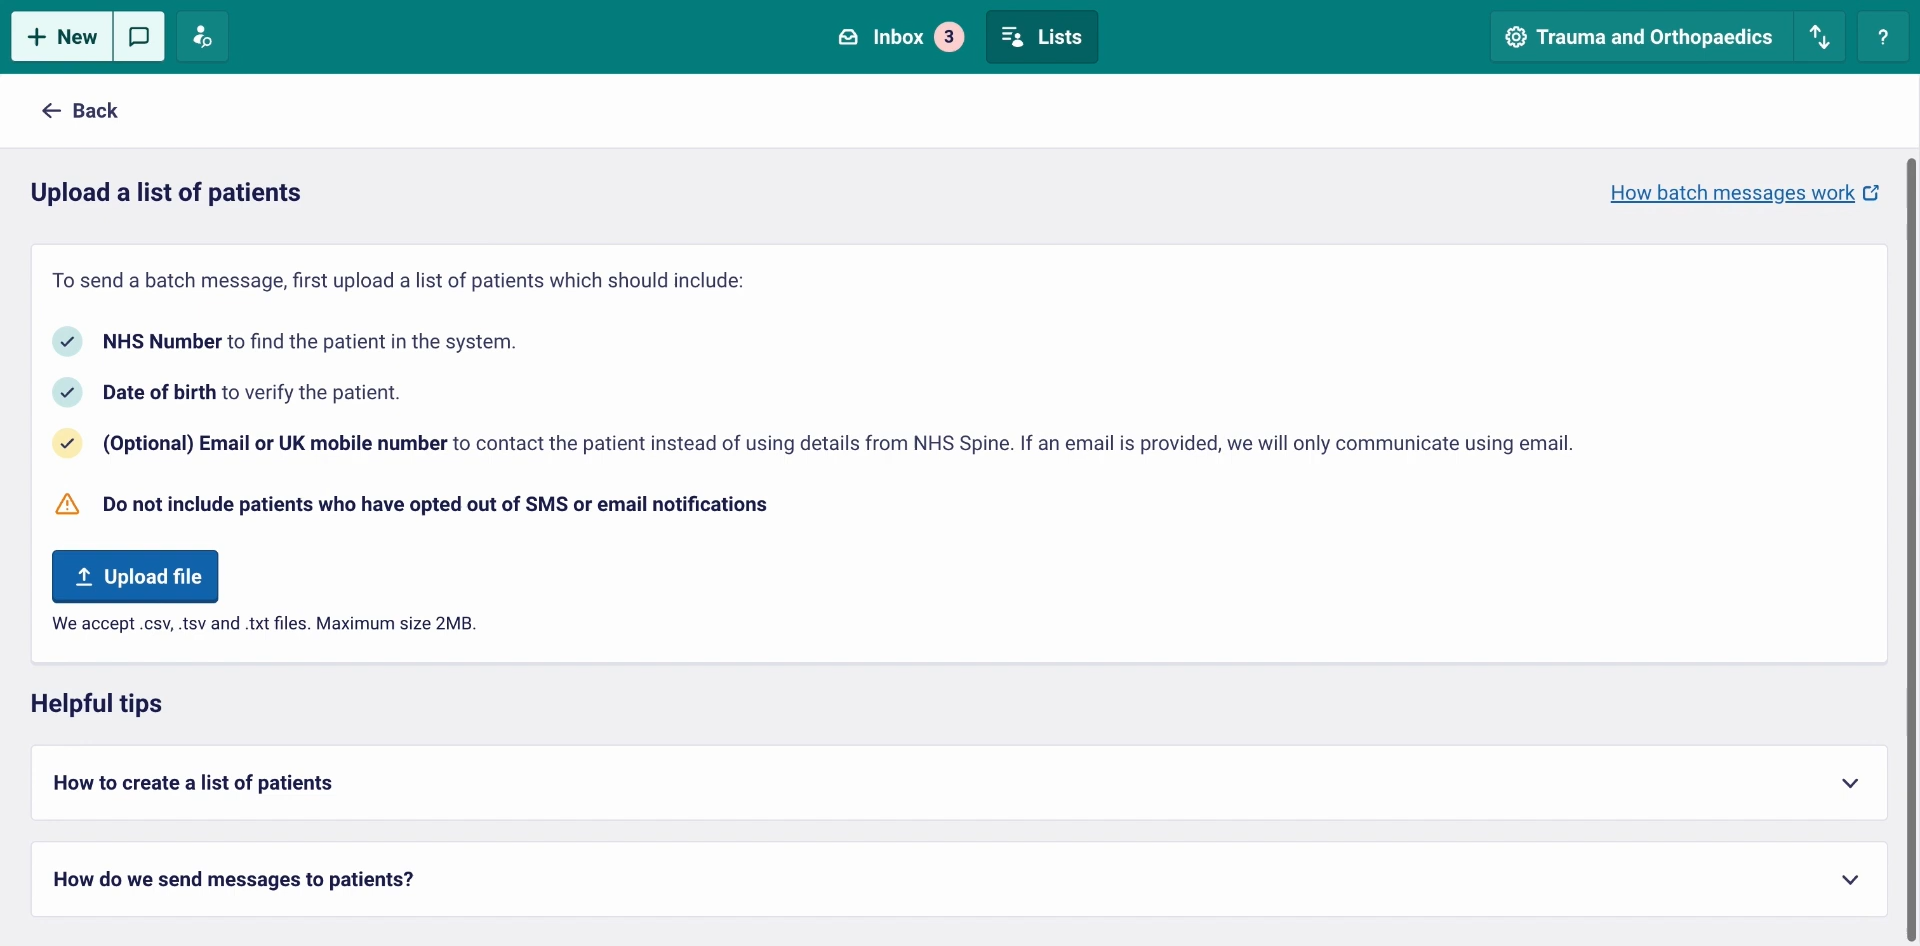 New
Inbox 3
Lists
Trauma and Orthopaedics
?
Back
Upload a list of patients
How batch messages work
To send a batch message, first upload a list of patients which should include:
NHS Number to find the patient in the system.
Date of birth to verify the patient.
(Optional) Email or UK mobile number to contact the patient instead of using details from NHS Spine. If an email is provided, we will only communicate using email.
Do not include patients who have opted out of SMS or email notifications
Upload file
We accept .csv, .tsv and .txt files. Maximum size 2MB.
Helpful tips
How to create a list of patients
How do we send messages to patients?